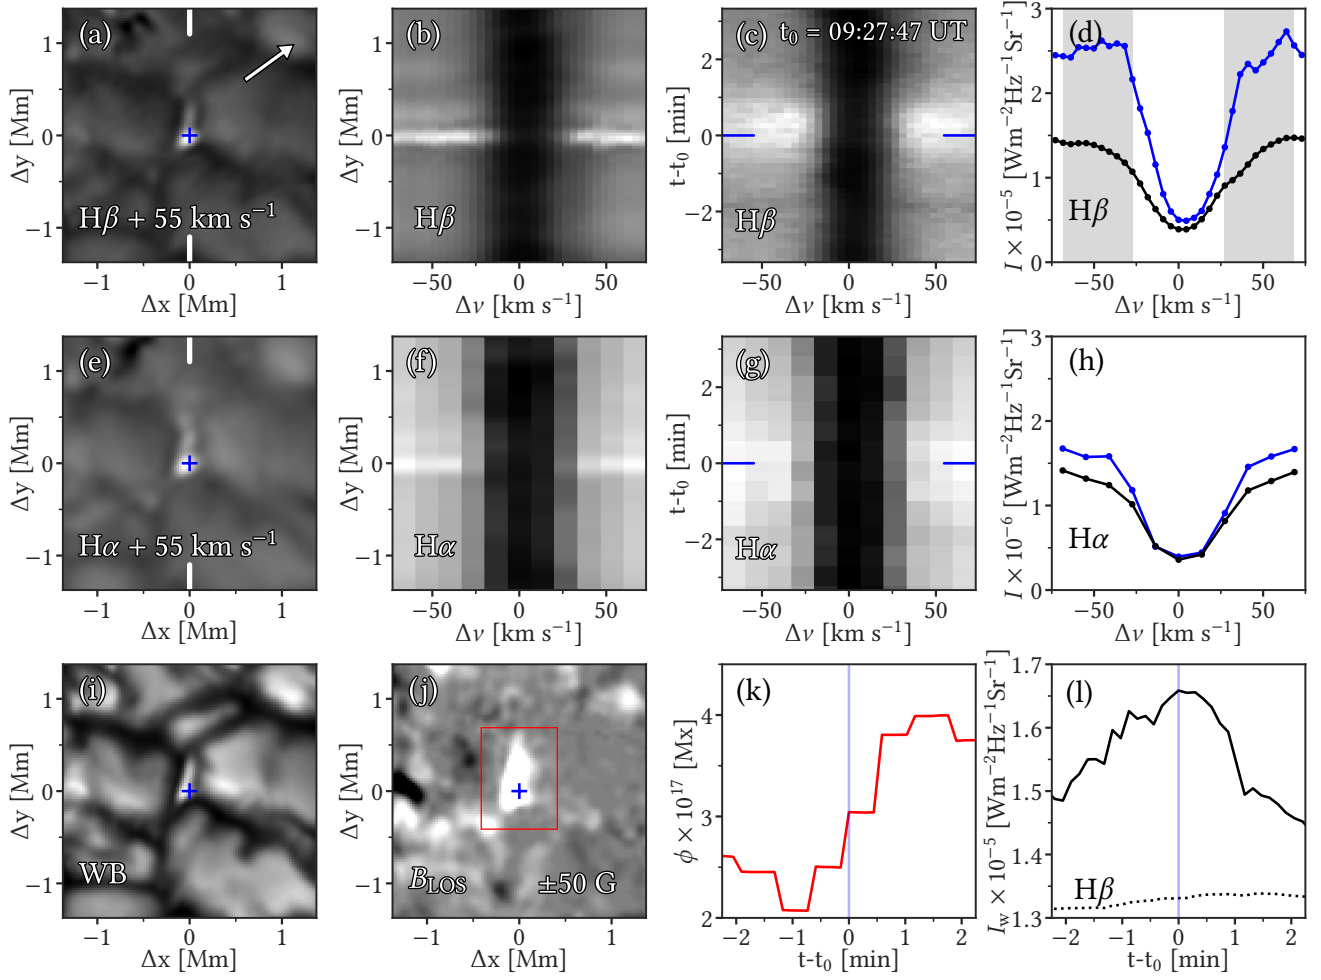 (a)
Hβ + 55 km s⁻¹
Δy [Mm]
1
0
−1
−1
0
1
Δx [Mm]
(b)
Hβ
Δy [Mm]
1
0
−1
−50
0
50
Δν [km s⁻¹]
(c) t₀ = 09:27:47 UT
Hβ
t-t₀ [min]
2
0
−2
−50
0
50
Δν [km s⁻¹]
(d)
Hβ
I × 10⁻⁵ [Wm⁻²Hz⁻¹Sr⁻¹]
3
2
1
0
−50
0
50
Δν [km s⁻¹]
(e)
Hα + 55 km s⁻¹
Δy [Mm]
1
0
−1
−1
0
1
Δx [Mm]
(f)
Hα
Δy [Mm]
1
0
−1
−50
0
50
Δν [km s⁻¹]
(g)
Hα
t-t₀ [min]
2
0
−2
−50
0
50
Δν [km s⁻¹]
(h)
Hα
I × 10⁻⁶ [Wm⁻²Hz⁻¹Sr⁻¹]
3
2
1
0
−50
0
50
Δν [km s⁻¹]
(i)
WB
Δy [Mm]
1
0
−1
−1
0
1
Δx [Mm]
(j)
B_LOS ±50 G
Δy [Mm]
1
0
−1
−1
0
1
Δx [Mm]
(k)
ϕ × 10¹⁷ [Mx]
4
3
2
−2
−1
0
1
2
t-t₀ [min]
(l)
Hβ
I_w × 10⁻⁵ [Wm⁻²Hz⁻¹Sr⁻¹]
1.7
1.6
1.5
1.4
1.3
−2
−1
0
1
2
t-t₀ [min]